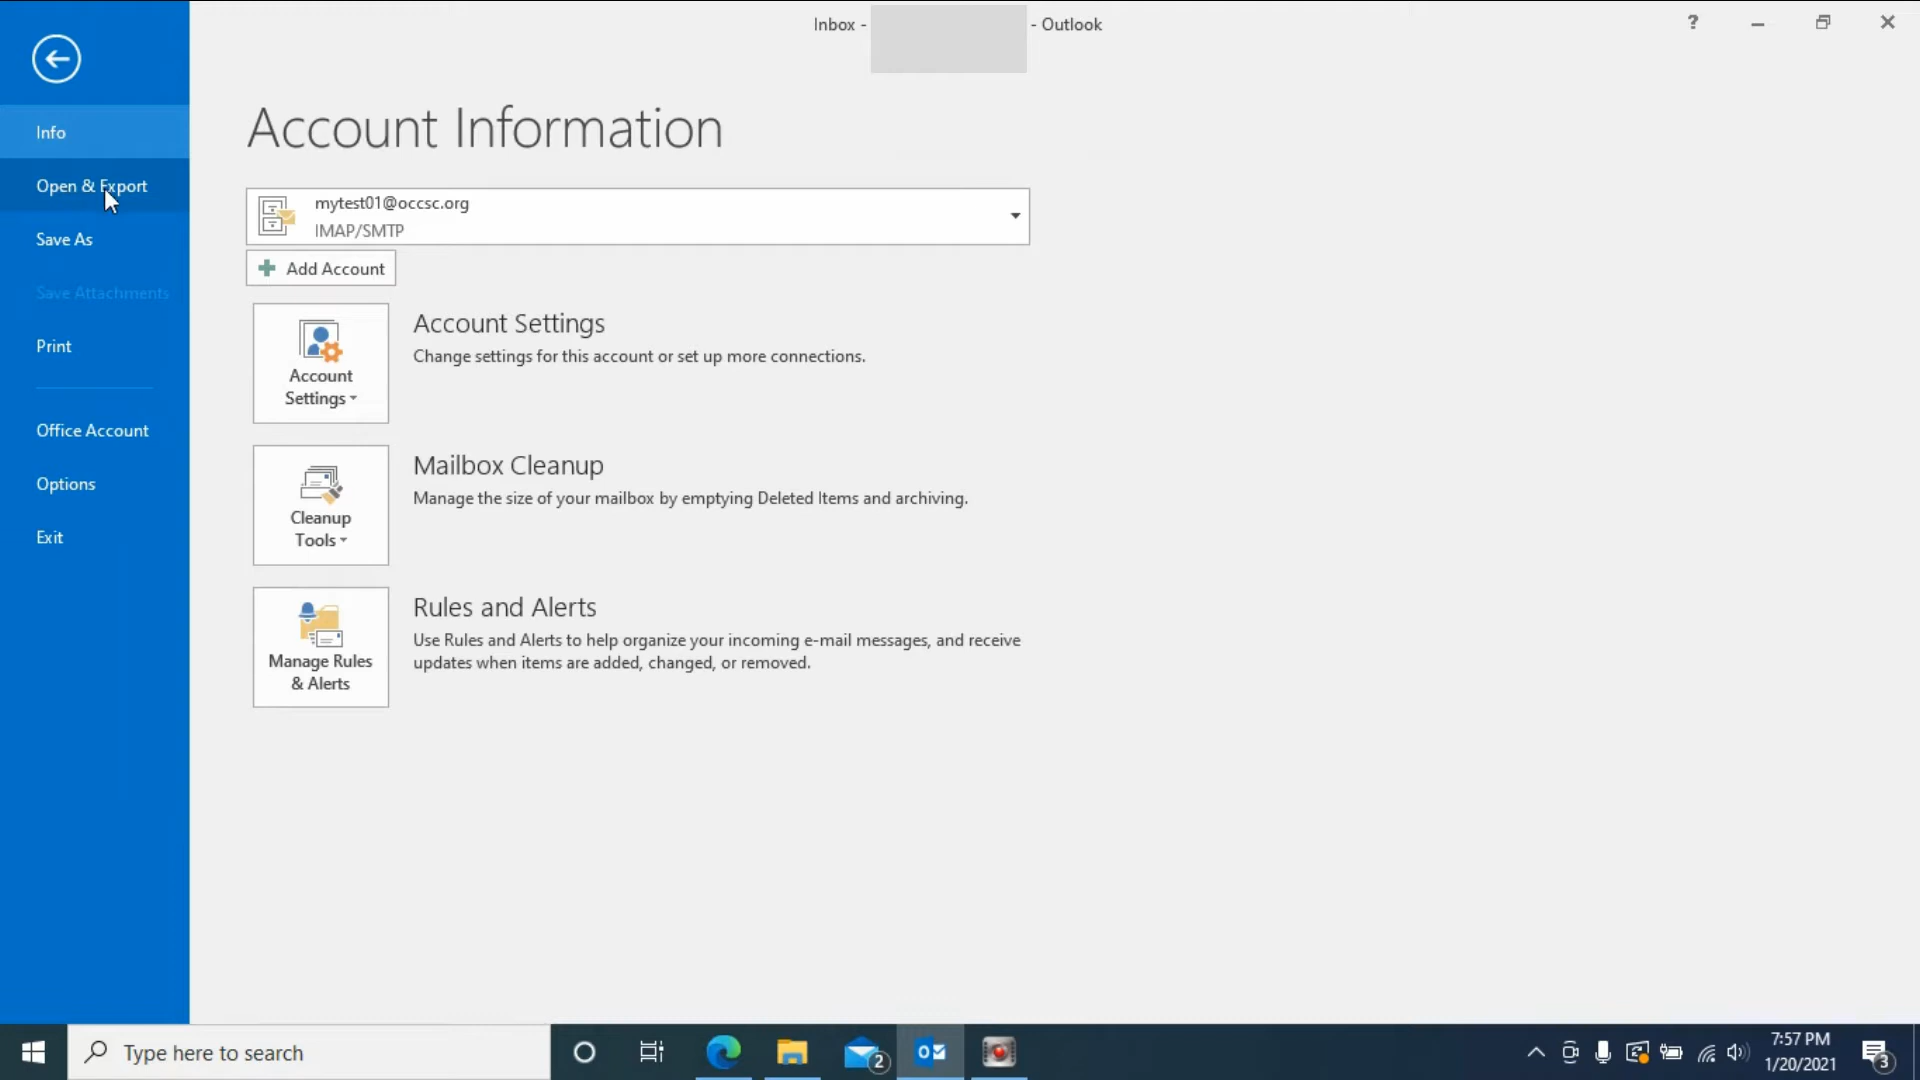 Inbox -
- Outlook
?
Info
Open & Export
Save As
Save Attachments
Print
Office Account
Options
Exit
Account Information
mytest01@occsc.org
IMAP/SMTP
Add Account
Account
Settings
Account Settings
Change settings for this account or set up more connections.
Cleanup
Tools
Mailbox Cleanup
Manage the size of your mailbox by emptying Deleted Items and archiving.
Manage Rules
& Alerts
Rules and Alerts
Use Rules and Alerts to help organize your incoming e-mail messages, and receive
updates when items are added, changed, or removed.
Type here to search
2
7:57 PM
1/20/2021
3